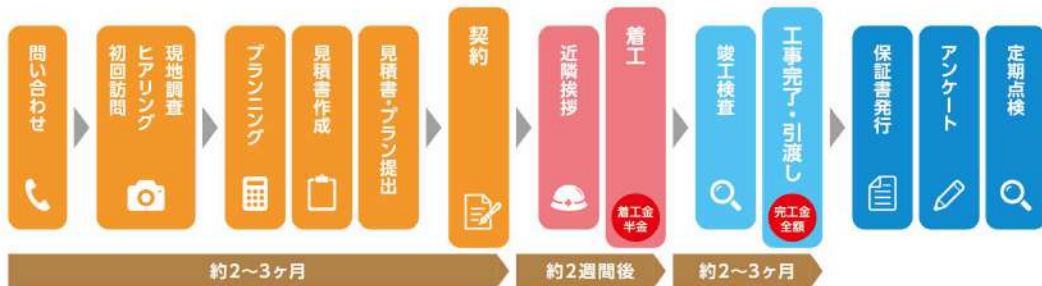 問い合わせ
初回訪問
ヒアリング
現地調査
プランニング
見積書作成
見積書・プラン提出
契約
近隣挨拶
着工
着工金
半金
竣工検査
工事完了・引渡し
完工金
全額
保証書発行
アンケート
定期点検
約2〜3ヶ月
約2週間後
約2〜3ヶ月